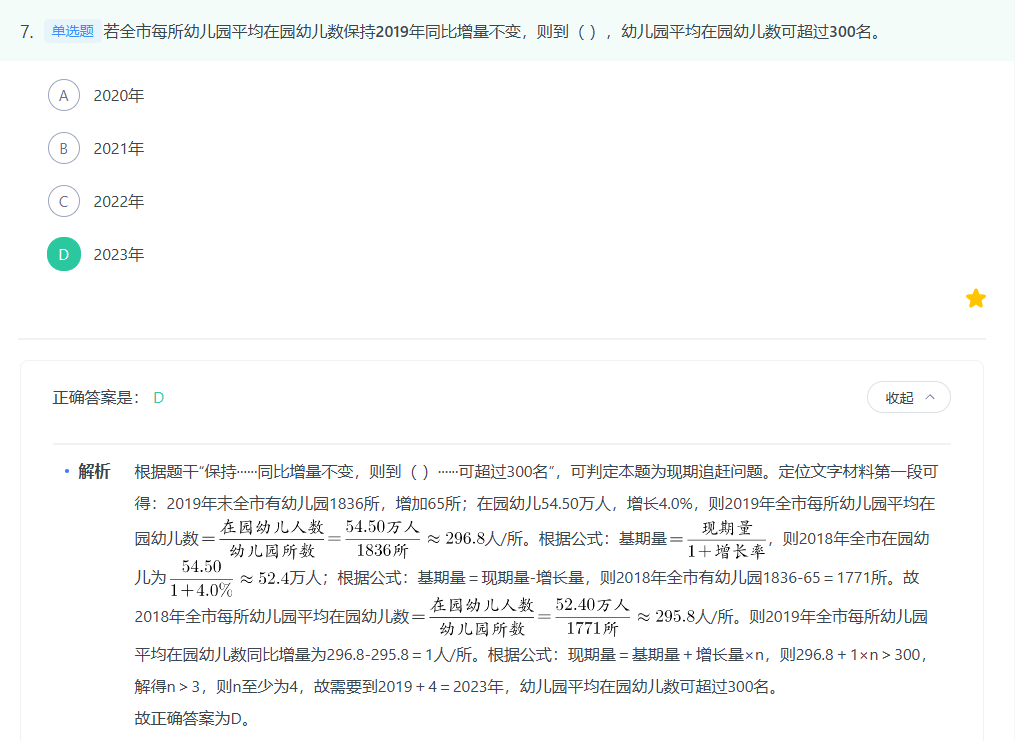 7. 单选题 若全市每所幼儿园平均在园幼儿数保持2019年同比增量不变，则到（ ），幼儿园平均在园幼儿数可超过300名。
A 2020年
B 2021年
C 2022年
D 2023年
正确答案是： D
收起
· 解析 根据题干“保持······同比增量不变，则到（ ）······可超过300名”，可判定本题为现期追赶问题。定位文字材料第一段可
得：2019年末全市有幼儿园1836所，增加65所；在园幼儿54.50万人，增长4.0%，则2019年全市每所幼儿园平均在
园幼儿数＝在园幼儿人数/幼儿园所数＝54.50万人/1836所≈296.8人/所。根据公式：基期量＝现期量/1＋增长率，则2018年全市在园幼
儿为54.50/1＋4.0%≈52.4万人；根据公式：基期量＝现期量-增长量，则2018年全市有幼儿园1836-65＝1771所。故
2018年全市每所幼儿园平均在园幼儿数＝在园幼儿人数/幼儿园所数＝52.40万人/1771所≈295.8人/所。则2019年全市每所幼儿园
平均在园幼儿数同比增量为296.8-295.8＝1人/所。根据公式：现期量＝基期量＋增长量×n，则296.8＋1×n＞300，
解得n＞3，则n至少为4，故需要到2019＋4＝2023年，幼儿园平均在园幼儿数可超过300名。
故正确答案为D。